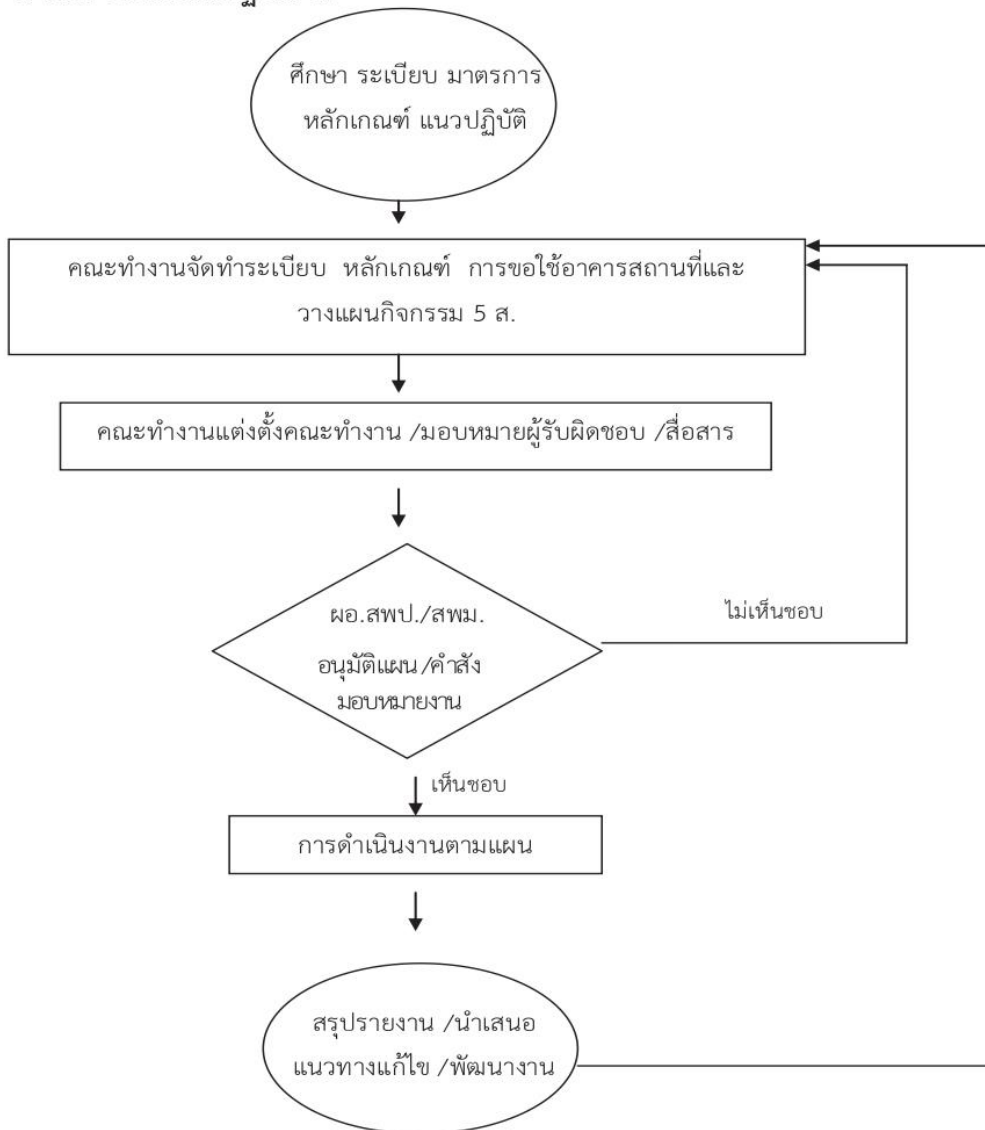 ศึกษา ระเบียบ มาตรการ
หลักเกณฑ์ แนวปฏิบัติ
คณะทำงานจัดทำระเบียบ หลักเกณฑ์ การขอใช้อาคารสถานที่และ
วางแผนกิจกรรม 5 ส.
คณะทำงานแต่งตั้งคณะทำงาน /มอบหมายผู้รับผิดชอบ /สื่อสาร
ผอ.สพป./สพม.
อนุมัติแผน/คำสั่ง
มอบหมายงาน
ไม่เห็นชอบ
เห็นชอบ
การดำเนินงานตามแผน
สรุปรายงาน /นำเสนอ
แนวทางแก้ไข /พัฒนางาน